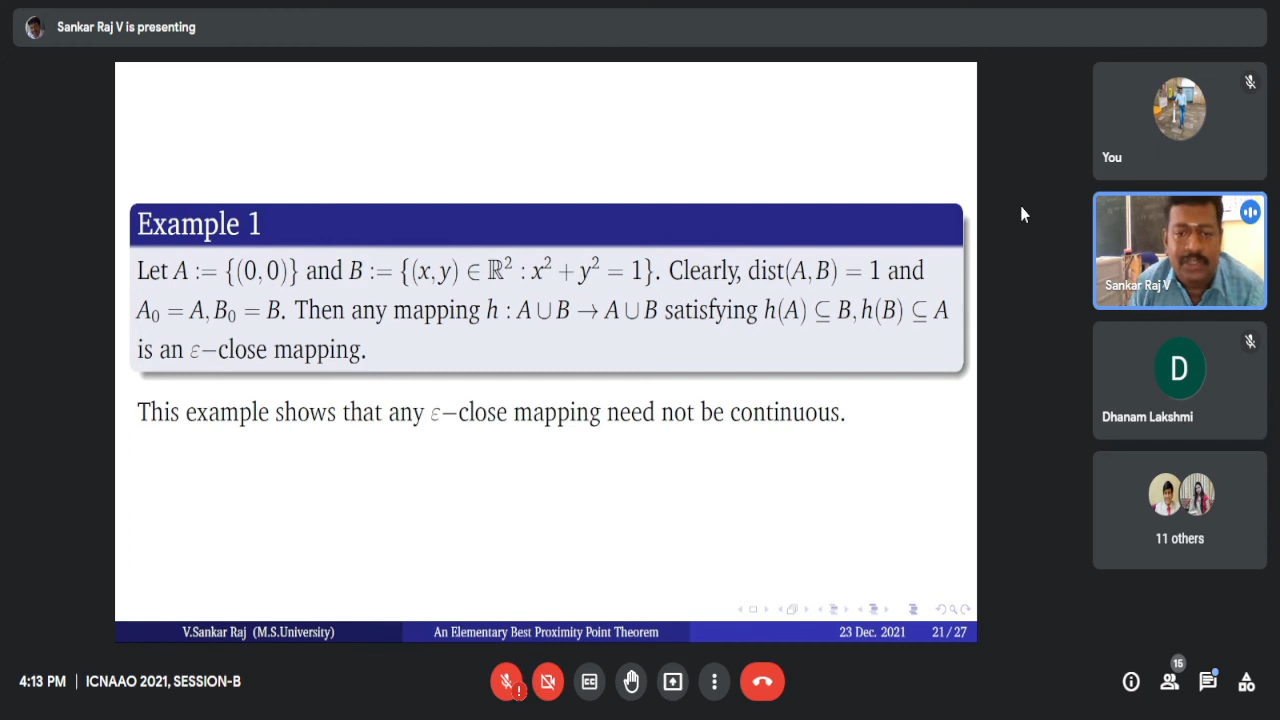 Sankar Raj V is presenting
Example 1
Let A := {(0,0)} and B := {(x,y) ∈ ℝ² : x² + y² = 1}. Clearly, dist(A,B) = 1 and
A₀ = A, B₀ = B. Then any mapping h : A ∪ B → A ∪ B satisfying h(A) ⊆ B, h(B) ⊆ A
is an ε−close mapping.
This example shows that any ε−close mapping need not be continuous.
V.Sankar Raj (M.S.University) An Elementary Best Proximity Point Theorem 23 Dec. 2021 21 / 27
You
Sankar Raj V
D
Dhanam Lakshmi
11 others
4:13 PM | ICNAAO 2021, SESSION-B
CC
15